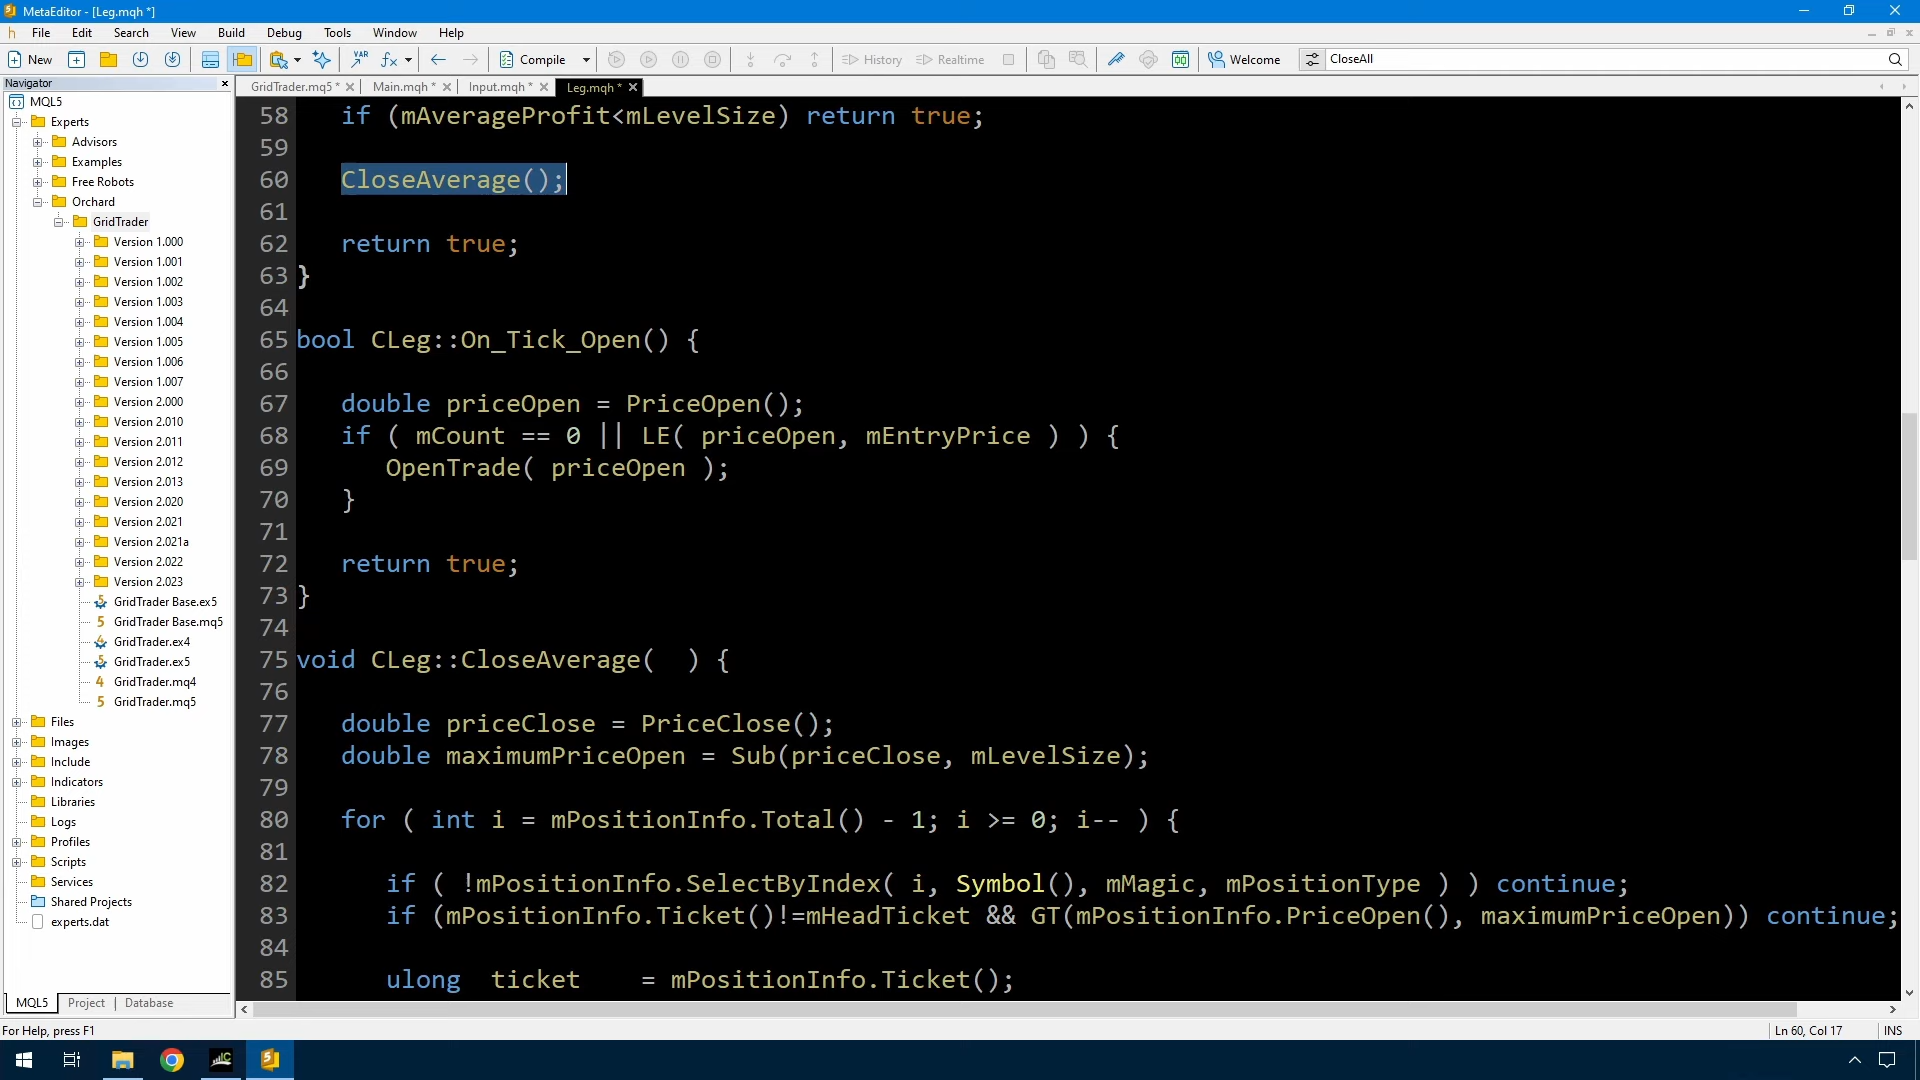 MetaEditor - [Leg.mqh *]
File Edit Search View Build Debug Tools Window Help
New Compile History Realtime Welcome CloseAll
Navigator
MQL5
Experts
Advisors
Examples
Free Robots
Orchard
GridTrader
Version 1.000
Version 1.001
Version 1.002
Version 1.003
Version 1.004
Version 1.005
Version 1.006
Version 1.007
Version 2.000
Version 2.010
Version 2.011
Version 2.012
Version 2.013
Version 2.020
Version 2.021
Version 2.021a
Version 2.022
Version 2.023
GridTrader Base.ex5
GridTrader Base.mq5
GridTrader.ex4
GridTrader.ex5
GridTrader.mq4
GridTrader.mq5
Files
Images
Include
Indicators
Libraries
Logs
Profiles
Scripts
Services
Shared Projects
experts.dat
MQL5 Project Database
GridTrader.mq5 * Main.mqh * Input.mqh * Leg.mqh *
58 if (mAverageProfit<mLevelSize) return true;
59
60 CloseAverage();
61
62 return true;
63 }
64
65 bool CLeg::On_Tick_Open() {
66
67 double priceOpen = PriceOpen();
68 if ( mCount == 0 || LE( priceOpen, mEntryPrice ) ) {
69 OpenTrade( priceOpen );
70 }
71
72 return true;
73 }
74
75 void CLeg::CloseAverage(  ) {
76
77 double priceClose = PriceClose();
78 double maximumPriceOpen = Sub(priceClose, mLevelSize);
79
80 for ( int i = mPositionInfo.Total() - 1; i >= 0; i-- ) {
81
82 if ( !mPositionInfo.SelectByIndex( i, Symbol(), mMagic, mPositionType ) ) continue;
83 if (mPositionInfo.Ticket()!=mHeadTicket && GT(mPositionInfo.PriceOpen(), maximumPriceOpen)) continue;
84
85 ulong ticket = mPositionInfo.Ticket();
For Help, press F1 Ln 60, Col 17 INS